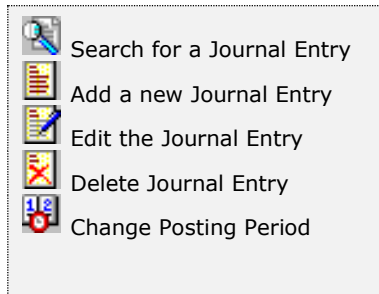 Search for a Journal Entry
Add a new Journal Entry
Edit the Journal Entry
Delete Journal Entry
Change Posting Period